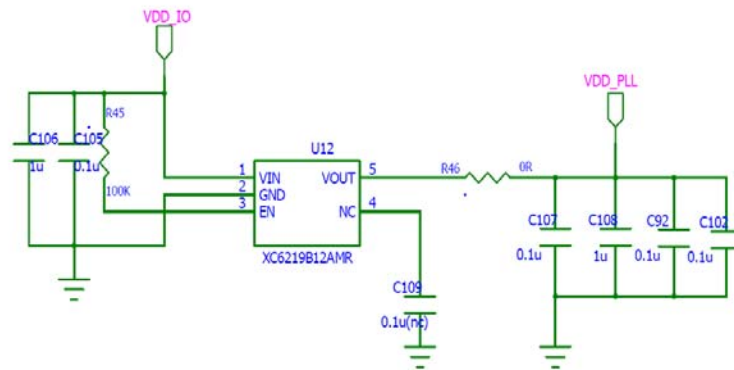 VDD_IO
VDD_PLL
R45
C106
C105
1u
0.1u
100K
U12
1
VIN
VOUT
5
2
GND
3
EN
NC
4
XC6219B12AMR
R46
0R
C107
C108
C92
C102
0.1u
1u
0.1u
0.1u
C109
0.1u(nc)